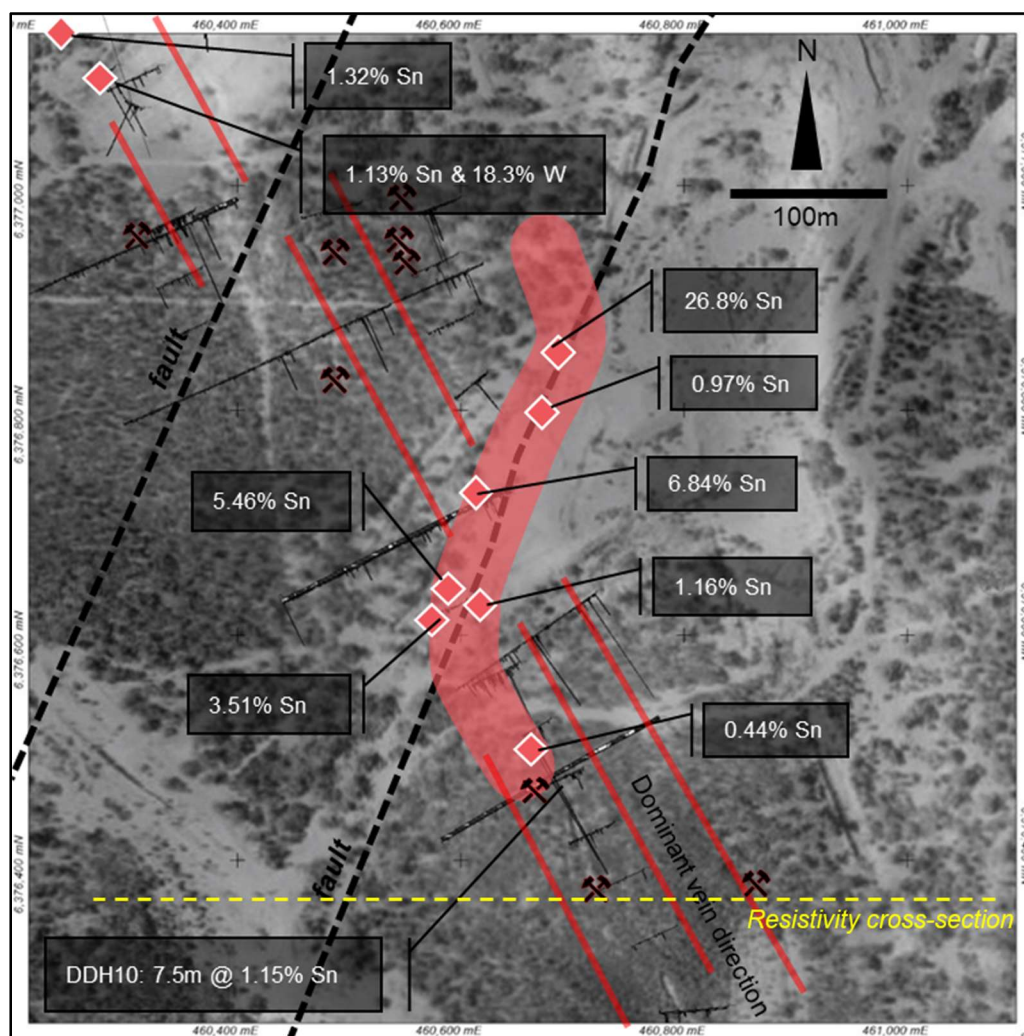 mE
460,400 mE
460,600 mE
460,800 mE
461,000 mE
1.32% Sn
N
1.13% Sn & 18.3% W
100m
6,377,000 mN
26.8% Sn
fault
0.97% Sn
6,376,800 mN
6.84% Sn
5.46% Sn
1.16% Sn
6,376,600 mN
3.51% Sn
0.44% Sn
Dominant vein direction
fault
6,376,400 mN
Resistivity cross-section
DDH10: 7.5m @ 1.15% Sn
460,400 mE
460,600 mE
460,800 mE
461,000 mE